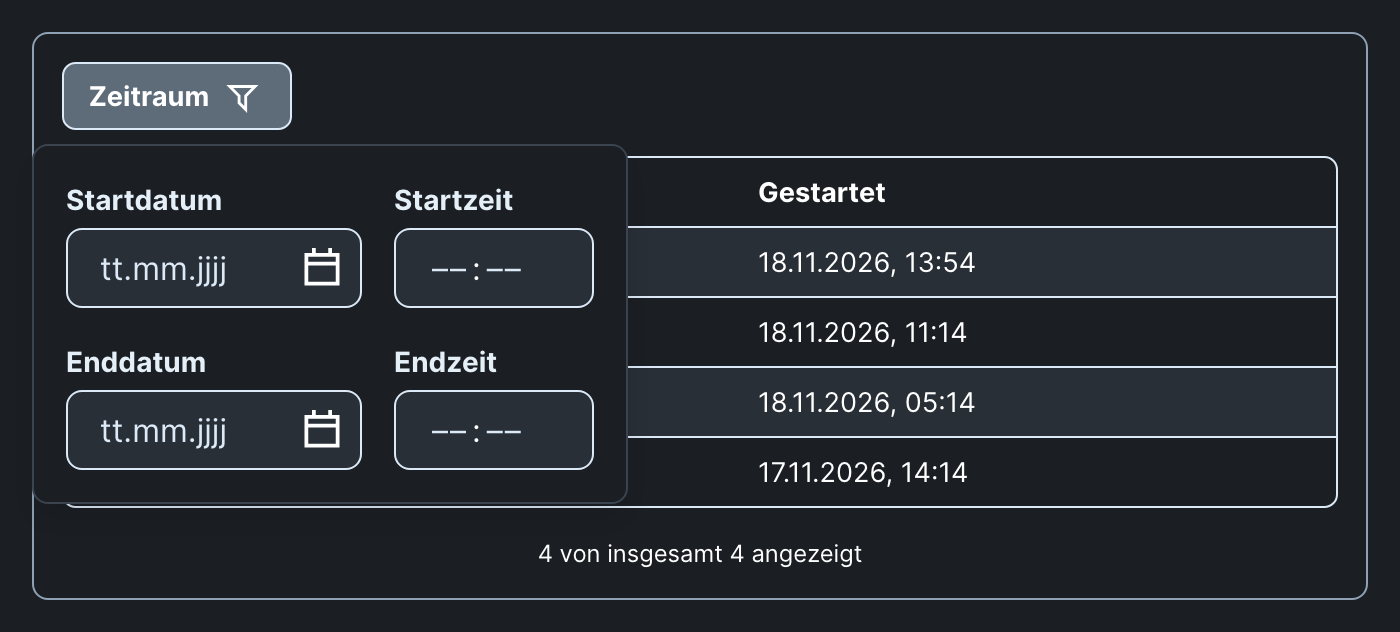 Zeitraum
Startdatum Startzeit
tt.mm.jjjj --:--
Enddatum Endzeit
tt.mm.jjjj --:--
Gestartet
18.11.2026, 13:54
18.11.2026, 11:14
18.11.2026, 05:14
17.11.2026, 14:14
4 von insgesamt 4 angezeigt